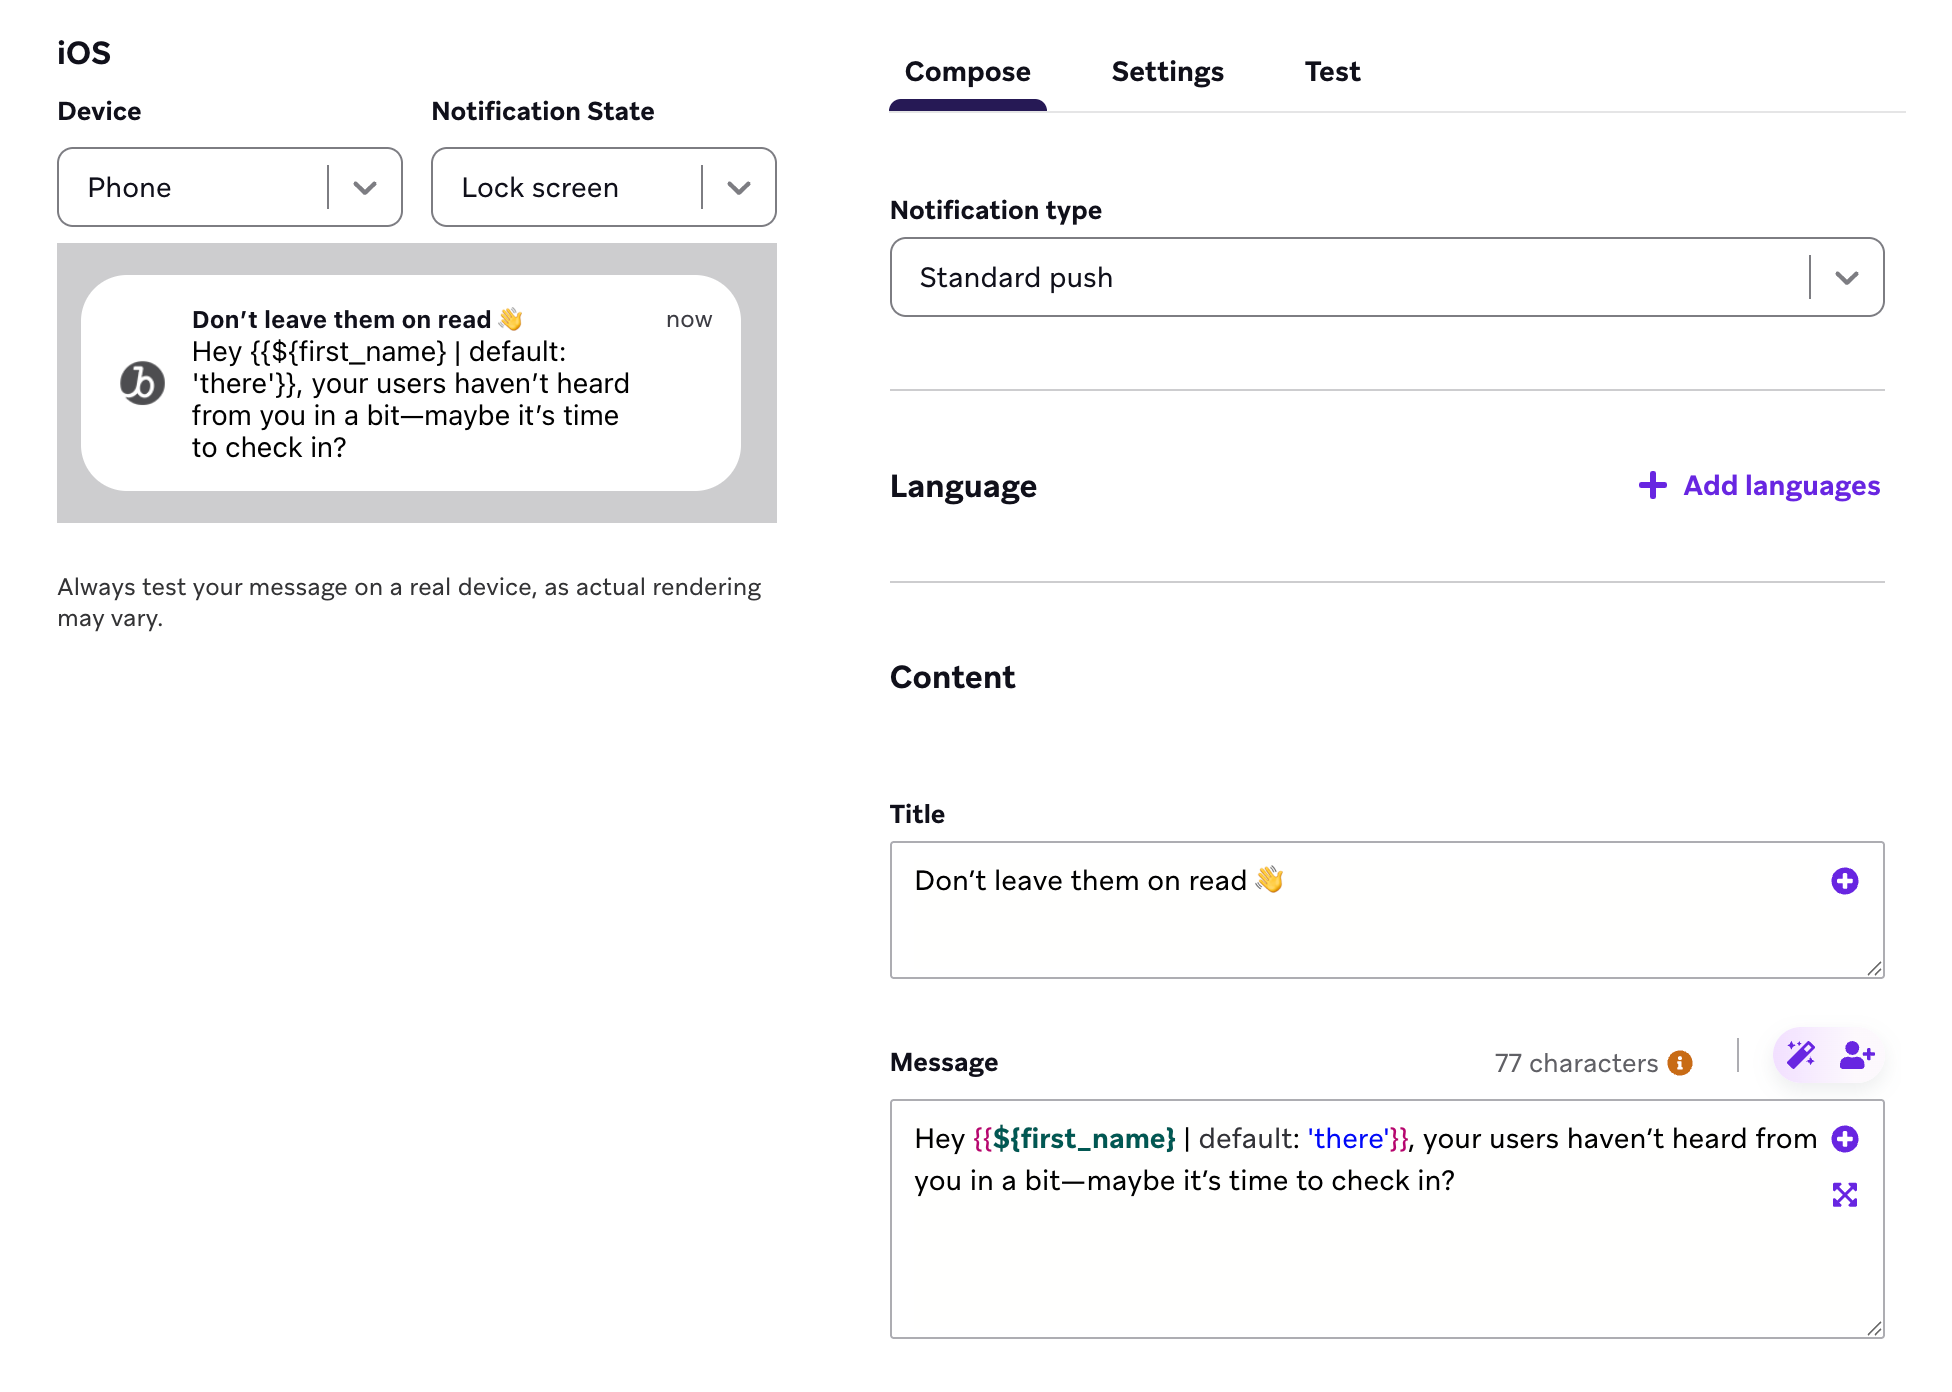 iOS
Device
Notification State
Phone
Lock screen
Don’t leave them on read 👋
now
Hey {{${first_name} | default:
'there'}}, your users haven’t heard
from you in a bit—maybe it’s time
to check in?
Always test your message on a real device, as actual rendering
may vary.
Compose
Settings
Test
Notification type
Standard push
Language
Add languages
Content
Title
Don’t leave them on read 👋
Message
77 characters
Hey {{${first_name} | default: 'there'}}, your users haven’t heard from
you in a bit—maybe it’s time to check in?